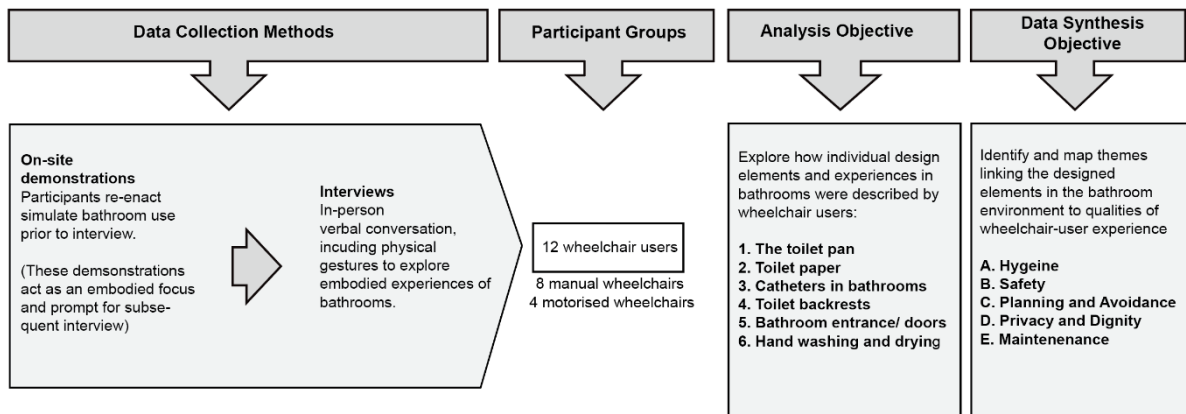 Data Collection Methods
Participant Groups
Analysis Objective
Data Synthesis
Objective
On-site
demonstrations
Participants re-enact
simulate bathroom use
prior to interview.
(These demsonstrations
act as an embodied focus
and prompt for subse-
quent interview)
Interviews
In-person
verbal conversation,
incuding physical
gestures to explore
embodied experiences of
bathrooms.
12 wheelchair users
8 manual wheelchairs
4 motorised wheelchairs
Explore how individual design
elements and experiences in
bathrooms were described by
wheelchair users:
1. The toilet pan
2. Toilet paper
3. Catheters in bathrooms
4. Toilet backrests
5. Bathroom entrance/ doors
6. Hand washing and drying
Identify and map themes
linking the designed
elements in the bathroom
environment to qualities of
wheelchair-user experience
A. Hygeine
B. Safety
C. Planning and Avoidance
D. Privacy and Dignity
E. Maintenenance